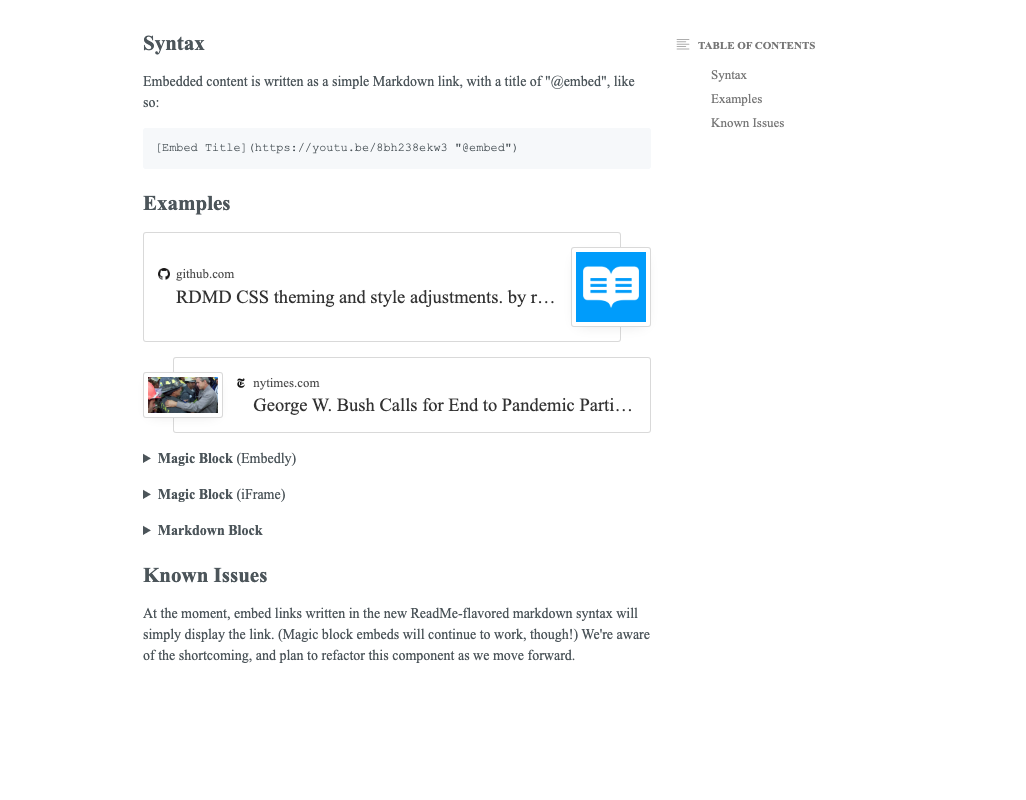 Syntax
Embedded content is written as a simple Markdown link, with a title of "@embed", like
so:
[Embed Title](https://youtu.be/8bh238ekw3 "@embed")
Examples
github.com
RDMD CSS theming and style adjustments. by r…
nytimes.com
George W. Bush Calls for End to Pandemic Parti…
Magic Block (Embedly)
Magic Block (iFrame)
Markdown Block
Known Issues
At the moment, embed links written in the new ReadMe-flavored markdown syntax will
simply display the link. (Magic block embeds will continue to work, though!) We're aware
of the shortcoming, and plan to refactor this component as we move forward.
TABLE OF CONTENTS
Syntax
Examples
Known Issues